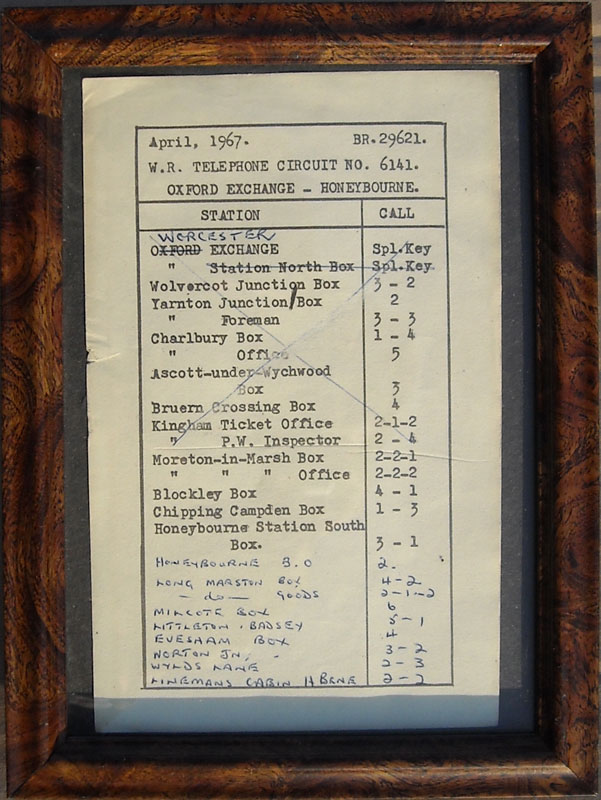 April, 1967. BR.29621.
W.R. TELEPHONE CIRCUIT NO. 6141.
OXFORD EXCHANGE - HONEYBOURNE.
STATION CALL
WORCESTER
OXFORD EXCHANGE Spl.Key
" Station North Box Spl.Key
Wolvercot Junction Box 3 - 2
Yarnton Junction/Box 2
" Foreman 3 - 3
Charlbury Box 1 - 4
" Office 5
Ascott-under-Wychwood
Box 3
Bruern Crossing Box 4
Kingham Ticket Office 2-1-2
" P.W. Inspector 2 - 4
Moreton-in-Marsh Box 2-2-1
" " " Office 2-2-2
Blockley Box 4 - 1
Chipping Campden Box 1 - 3
Honeybourne Station South
Box. 3 - 1
HONEYBOURNE B.O 2.
LONG MARSTON BOX 4-2
- do - GOODS 2-1-2
MILCOTE BOX 6
LITTLETON . BADSEY 5-1
EVESHAM BOX 4
NORTON JN, 3-2
WYLDS LANE 2-3
LINEMANS CABIN H BRNE 2-2